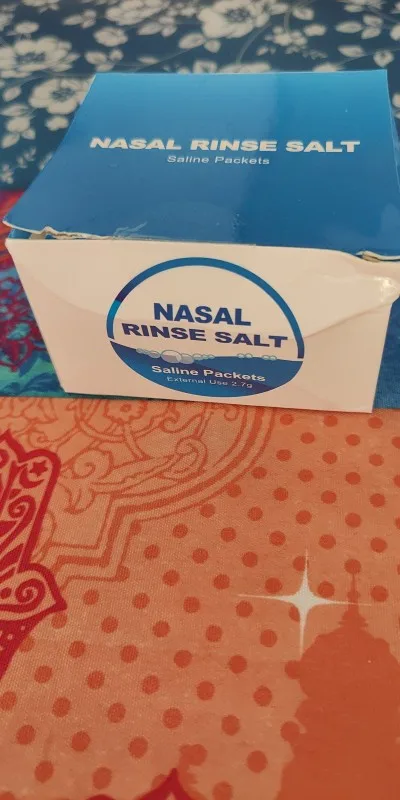 NASAL RINSE SALT
Saline Packets
NASAL
RINSE SALT
Saline Packets
External Use 2.7g